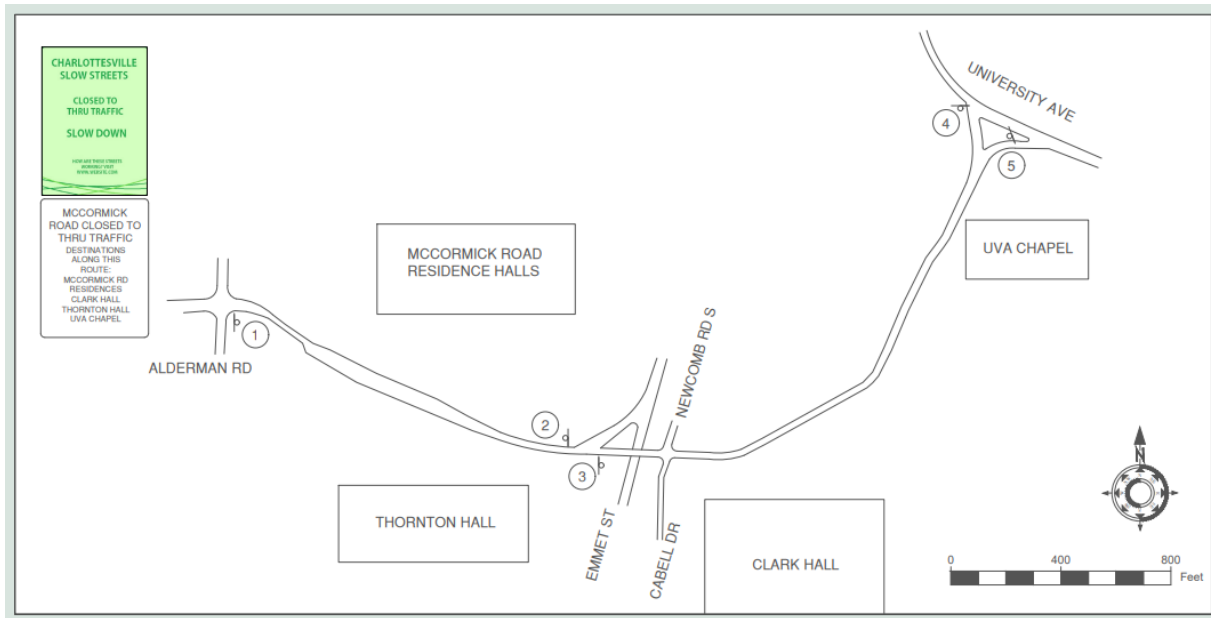 CHARLOTTESVILLE
SLOW STREETS
CLOSED TO
THRU TRAFFIC
SLOW DOWN
WWW.WEBSITE.COM
MCCORMICK
ROAD CLOSED TO
THRU TRAFFIC
DESTINATIONS
ALONG THIS
ROUTE:
MCCORMICK RD
RESIDENCES
CLARK HALL
THORNTON HALL
UVA CHAPEL
UNIVERSITY AVE
4
5
MCCORMICK ROAD
RESIDENCE HALLS
UVA CHAPEL
1
ALDERMAN RD
NEWCOMB RD S
2
3
THORNTON HALL
EMMET ST
CABELL DR
CLARK HALL
N
0 400 800
Feet